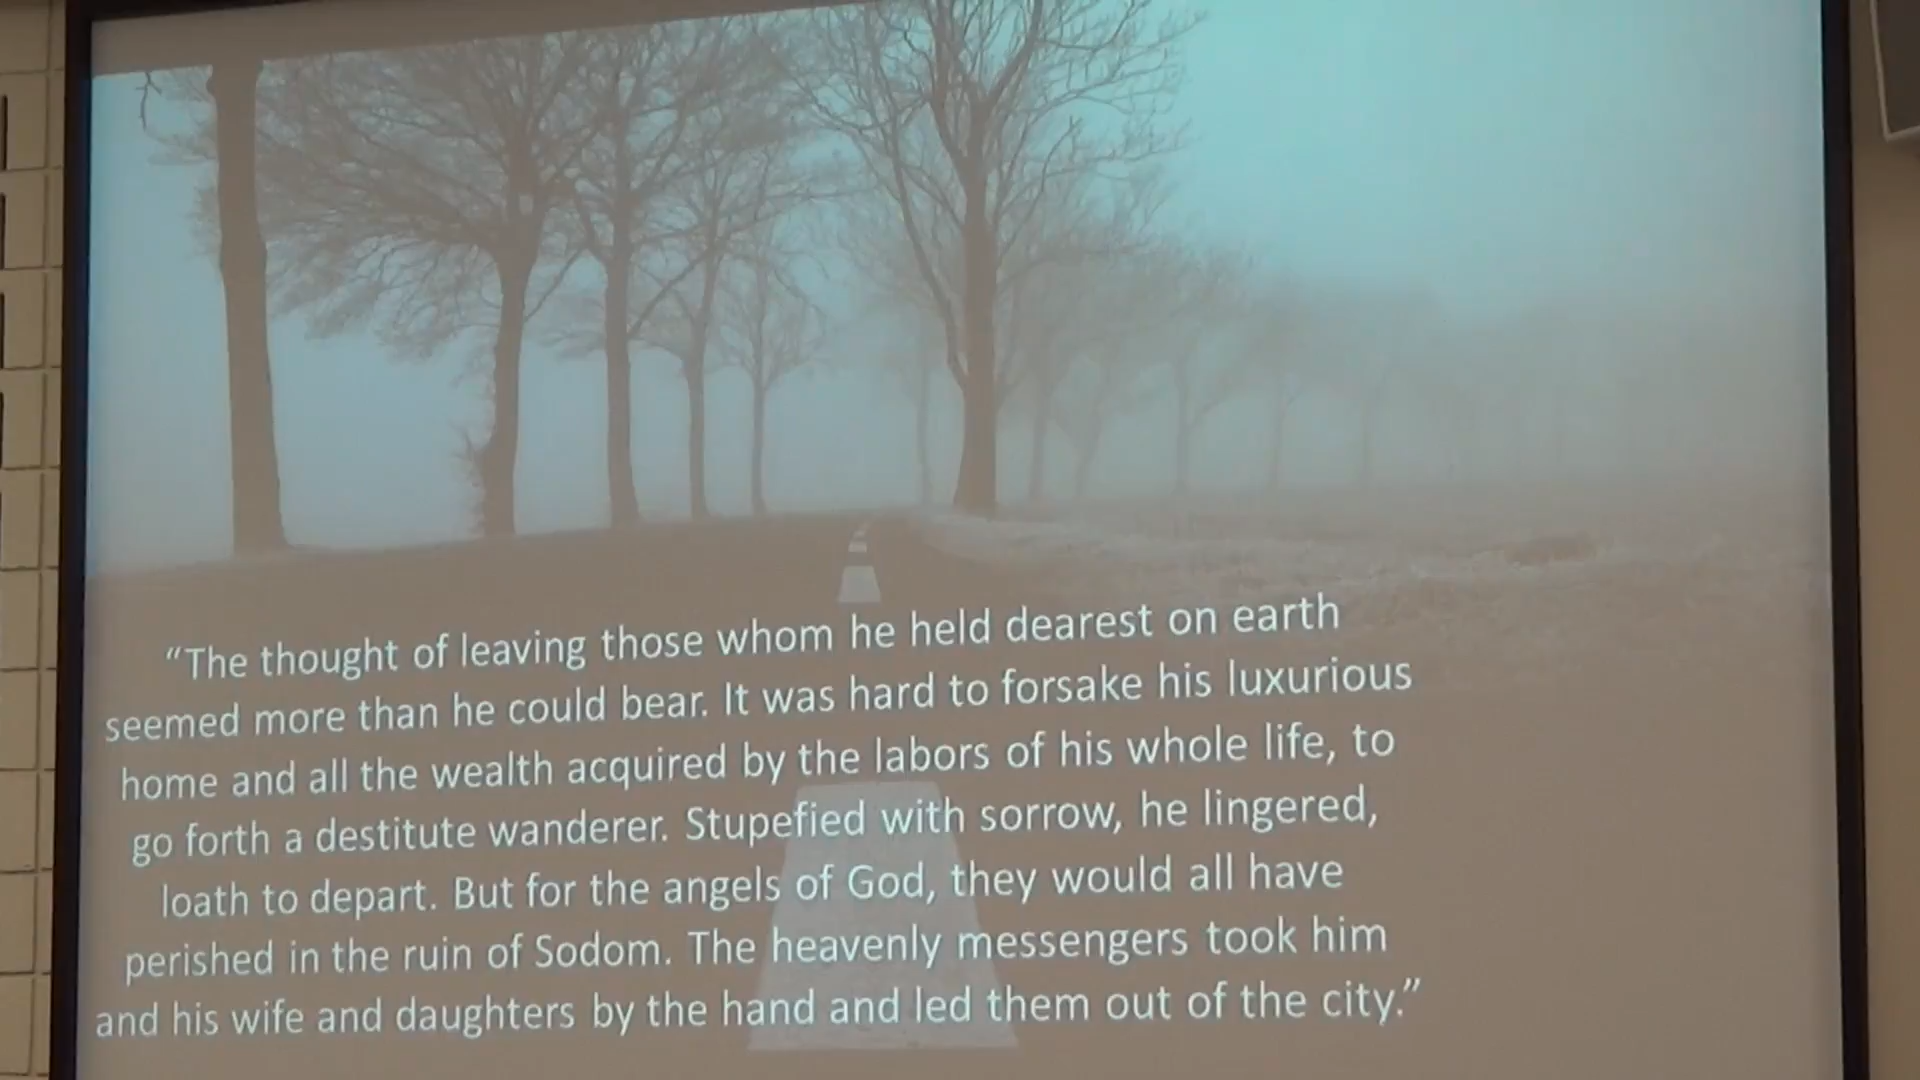 “The thought of leaving those whom he held dearest on earth
seemed more than he could bear. It was hard to forsake his luxurious
home and all the wealth acquired by the labors of his whole life, to
go forth a destitute wanderer. Stupefied with sorrow, he lingered,
loath to depart. But for the angels of God, they would all have
perished in the ruin of Sodom. The heavenly messengers took him
and his wife and daughters by the hand and led them out of the city.”